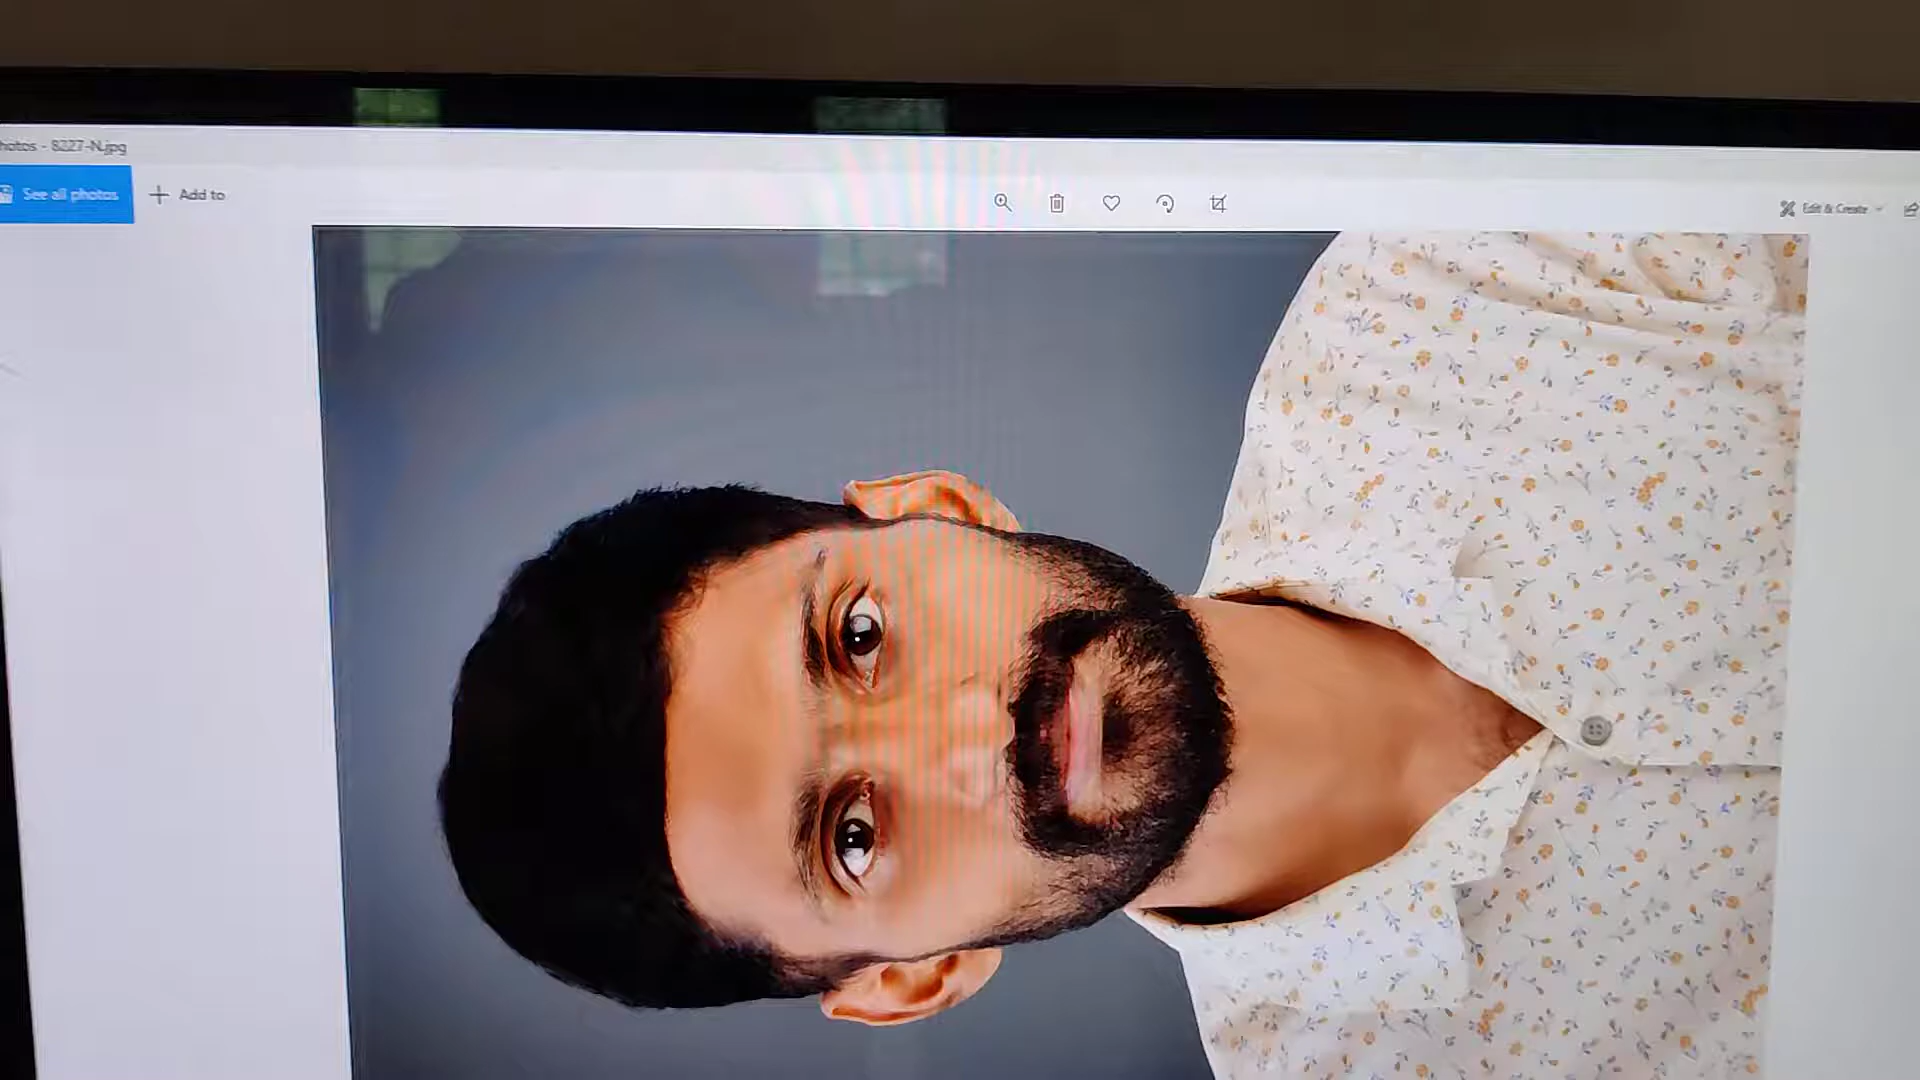 hotos - 8227-N.jpg
See all photos
Add to
Edit & Create